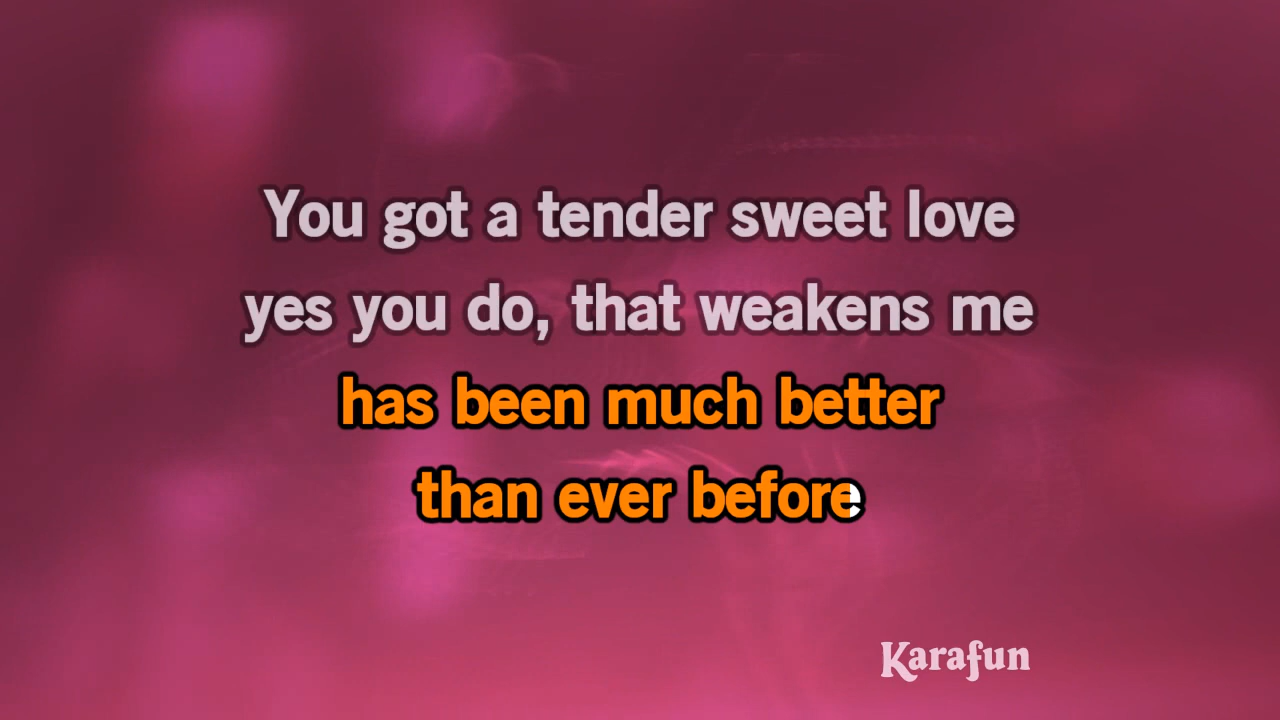 You got a tender sweet love
yes you do, that weakens me
has been much better
than ever before
Karafun